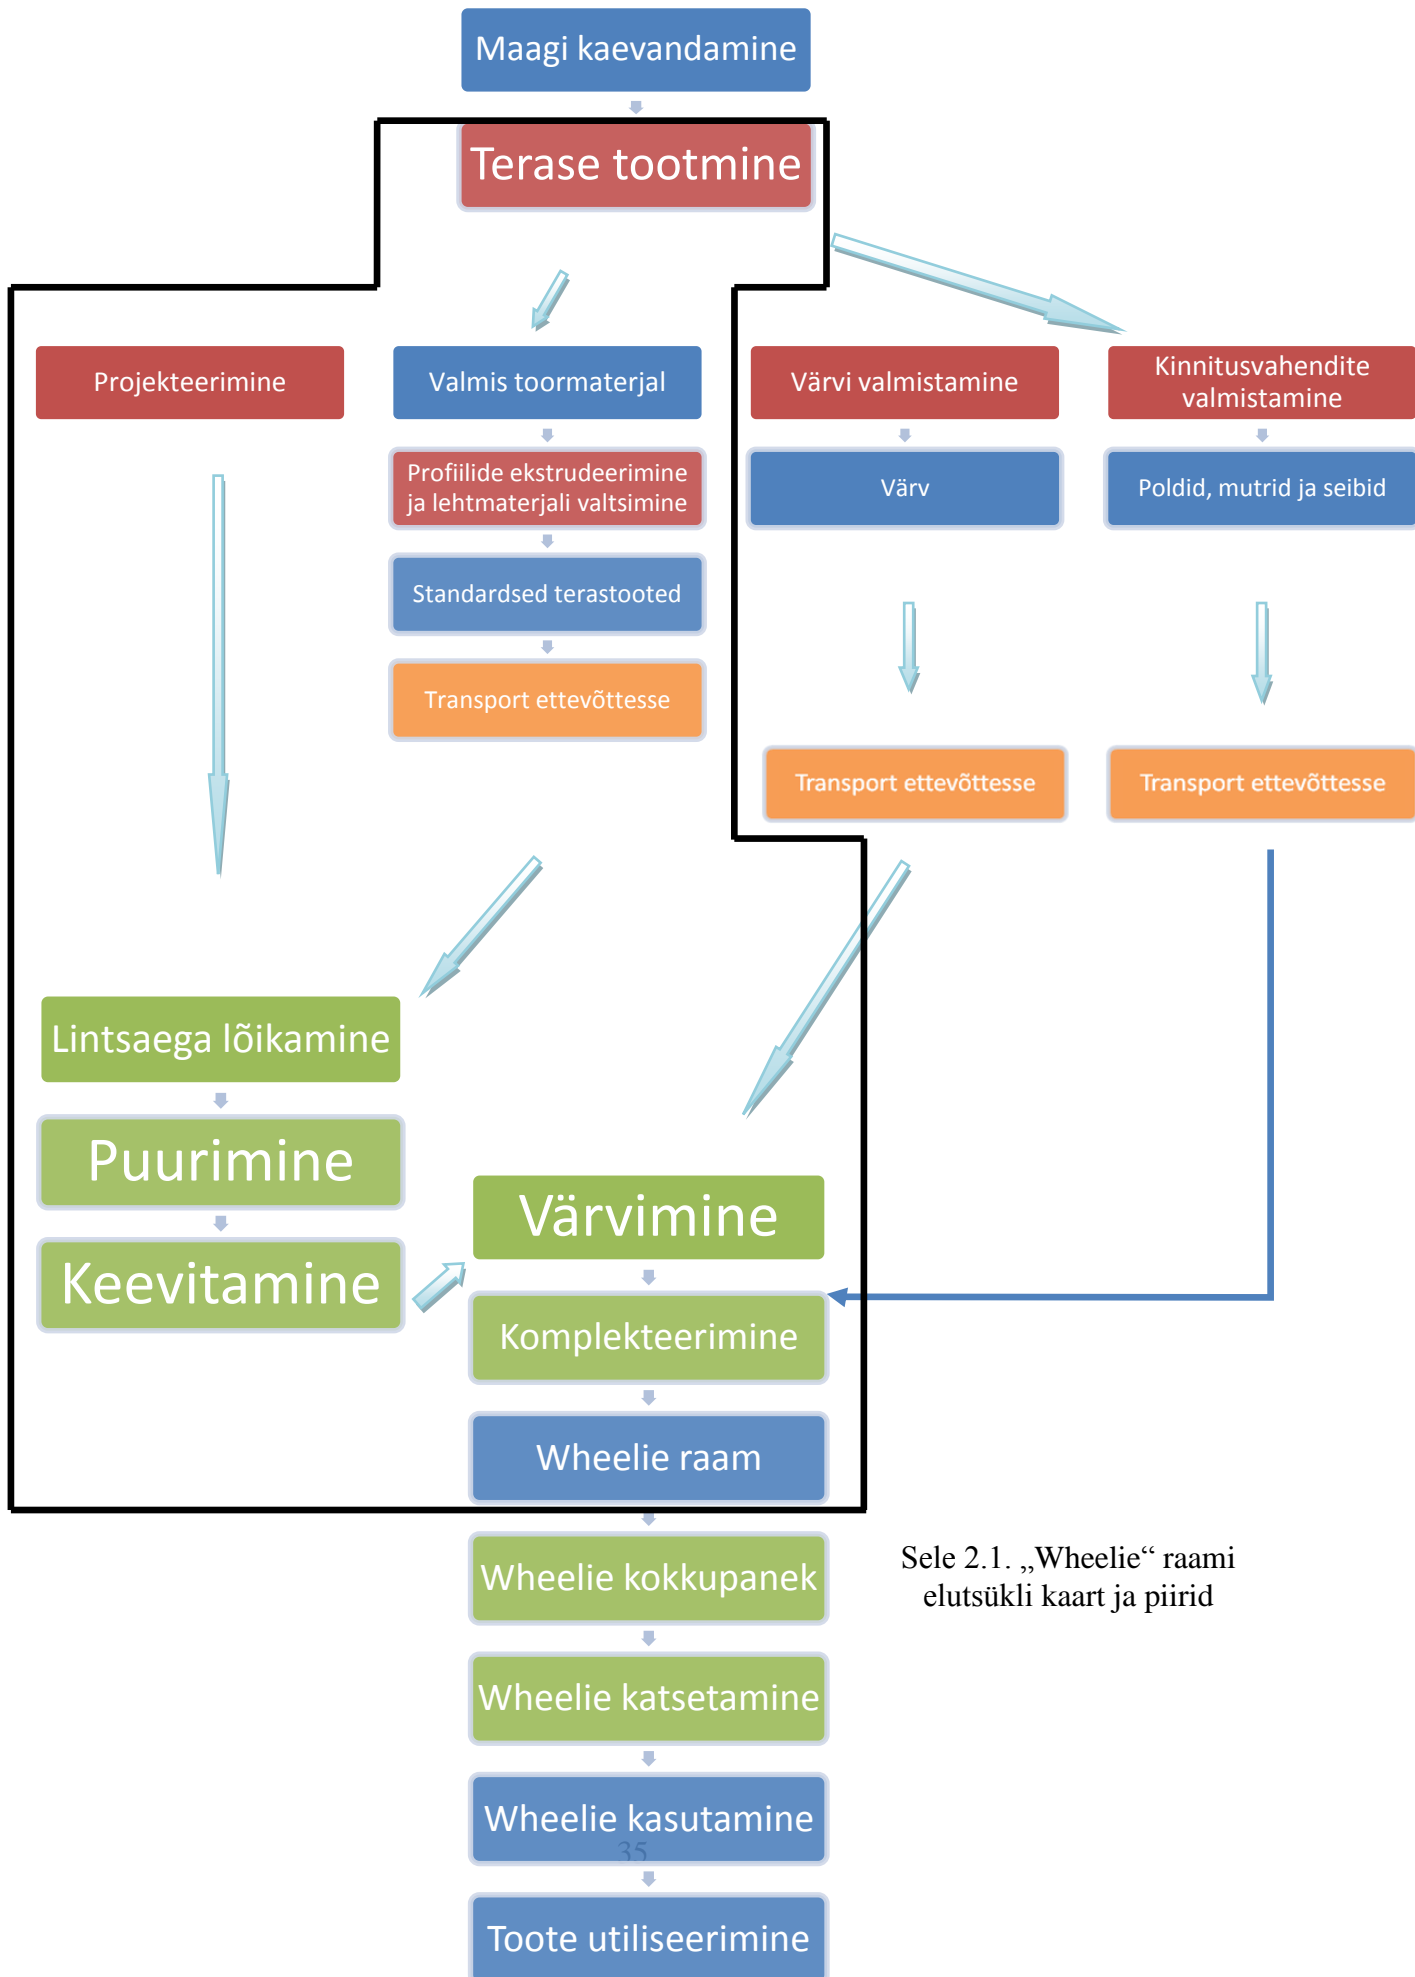 Maagi kaevandamine
Terase tootmine
Projekteerimine
Valmis toormaterjal
Värvi valmistamine
Kinnitusvahendite
valmistamine
Profiilide ekstrudeerimine
ja lehtmaterjali valtsimine
Värv
Poldid, mutrid ja seibid
Standardsed terastooted
Transport ettevõttesse
Transport ettevõttesse
Transport ettevõttesse
Lintsaega lõikamine
Puurimine
Keevitamine
Värvimine
Komplekteerimine
Wheelie raam
Wheelie kokkupanek
Sele 2.1. „Wheelie“ raami
elutsükli kaart ja piirid
Wheelie katsetamine
Wheelie kasutamine
35
Toote utiliseerimine